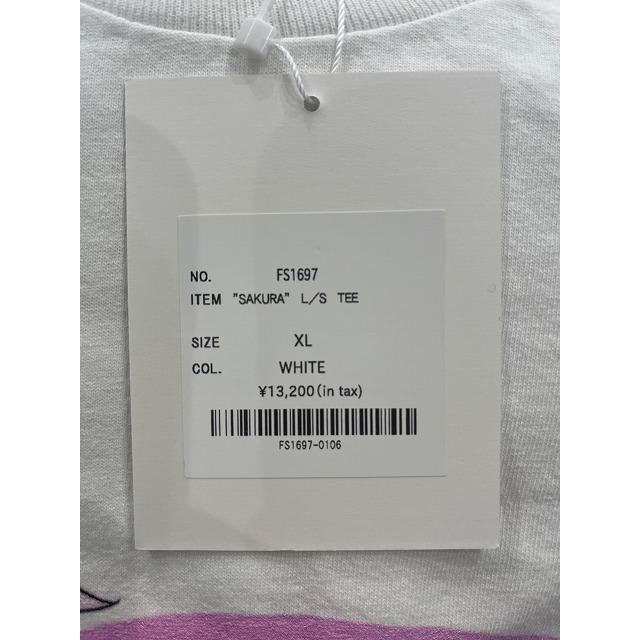 NO. FS1697
ITEM "SAKURA" L/S TEE
SIZE XL
COL. WHITE
¥13,200(in tax)
FS1697-0106